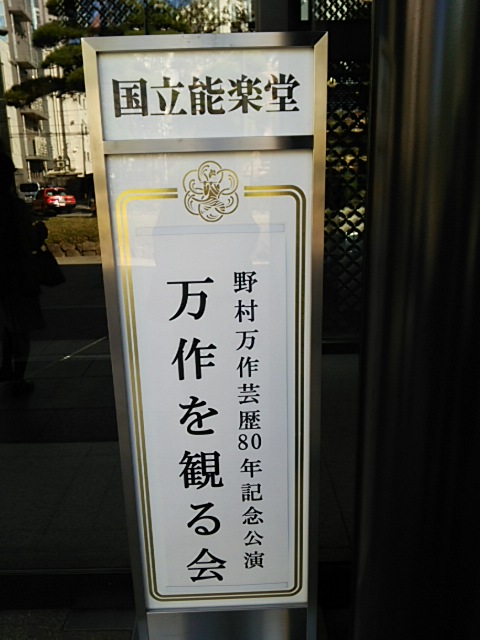 国立能楽堂
野村万作芸歴80年記念公演
万作を観る会